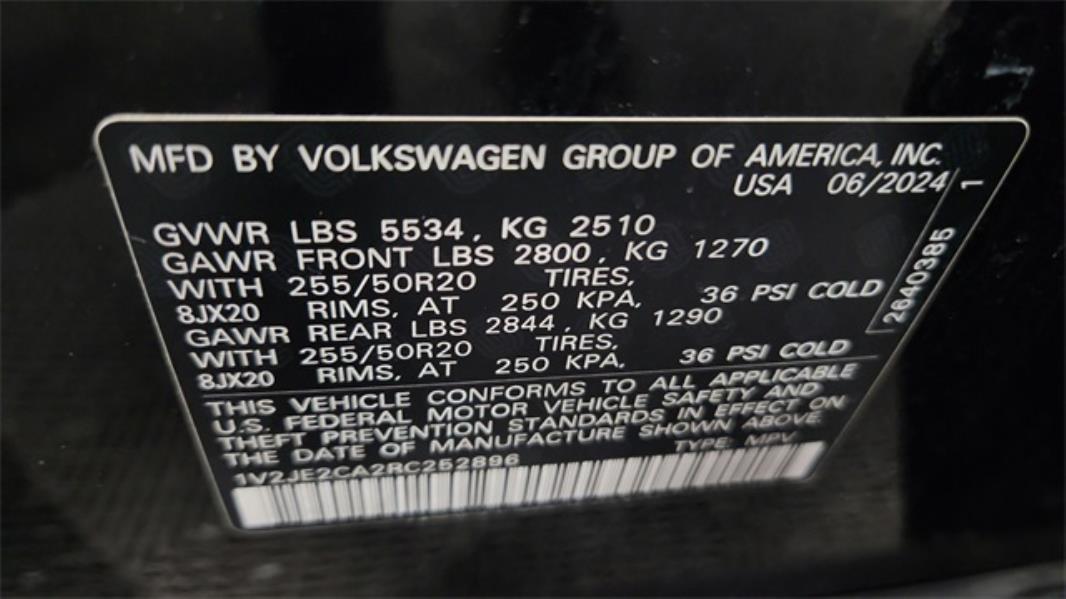 MFD BY VOLKSWAGEN GROUP OF AMERICA, INC.
USA 06/2024
1
GVWR LBS 5534, KG 2510
GAWR FRONT LBS 2800, KG 1270
WITH 255/50R20 TIRES,
8JX20 RIMS, AT 250 KPA, 36 PSI COLD
GAWR REAR LBS 2844, KG 1290
WITH 255/50R20 TIRES,
8JX20 RIMS, AT 250 KPA, 36 PSI COLD
2640385
THIS VEHICLE CONFORMS TO ALL APPLICABLE
U.S. FEDERAL MOTOR VEHICLE SAFETY AND
THEFT PREVENTION STANDARDS IN EFFECT ON
THE DATE OF MANUFACTURE SHOWN ABOVE
1V2JE2CA2RC252896 TYPE: MPV